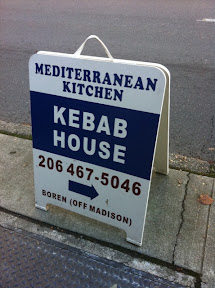 MEDITERRANEAN
KITCHEN
KEBAB
HOUSE
206 467-5046
BOREN (OFF MADISON)